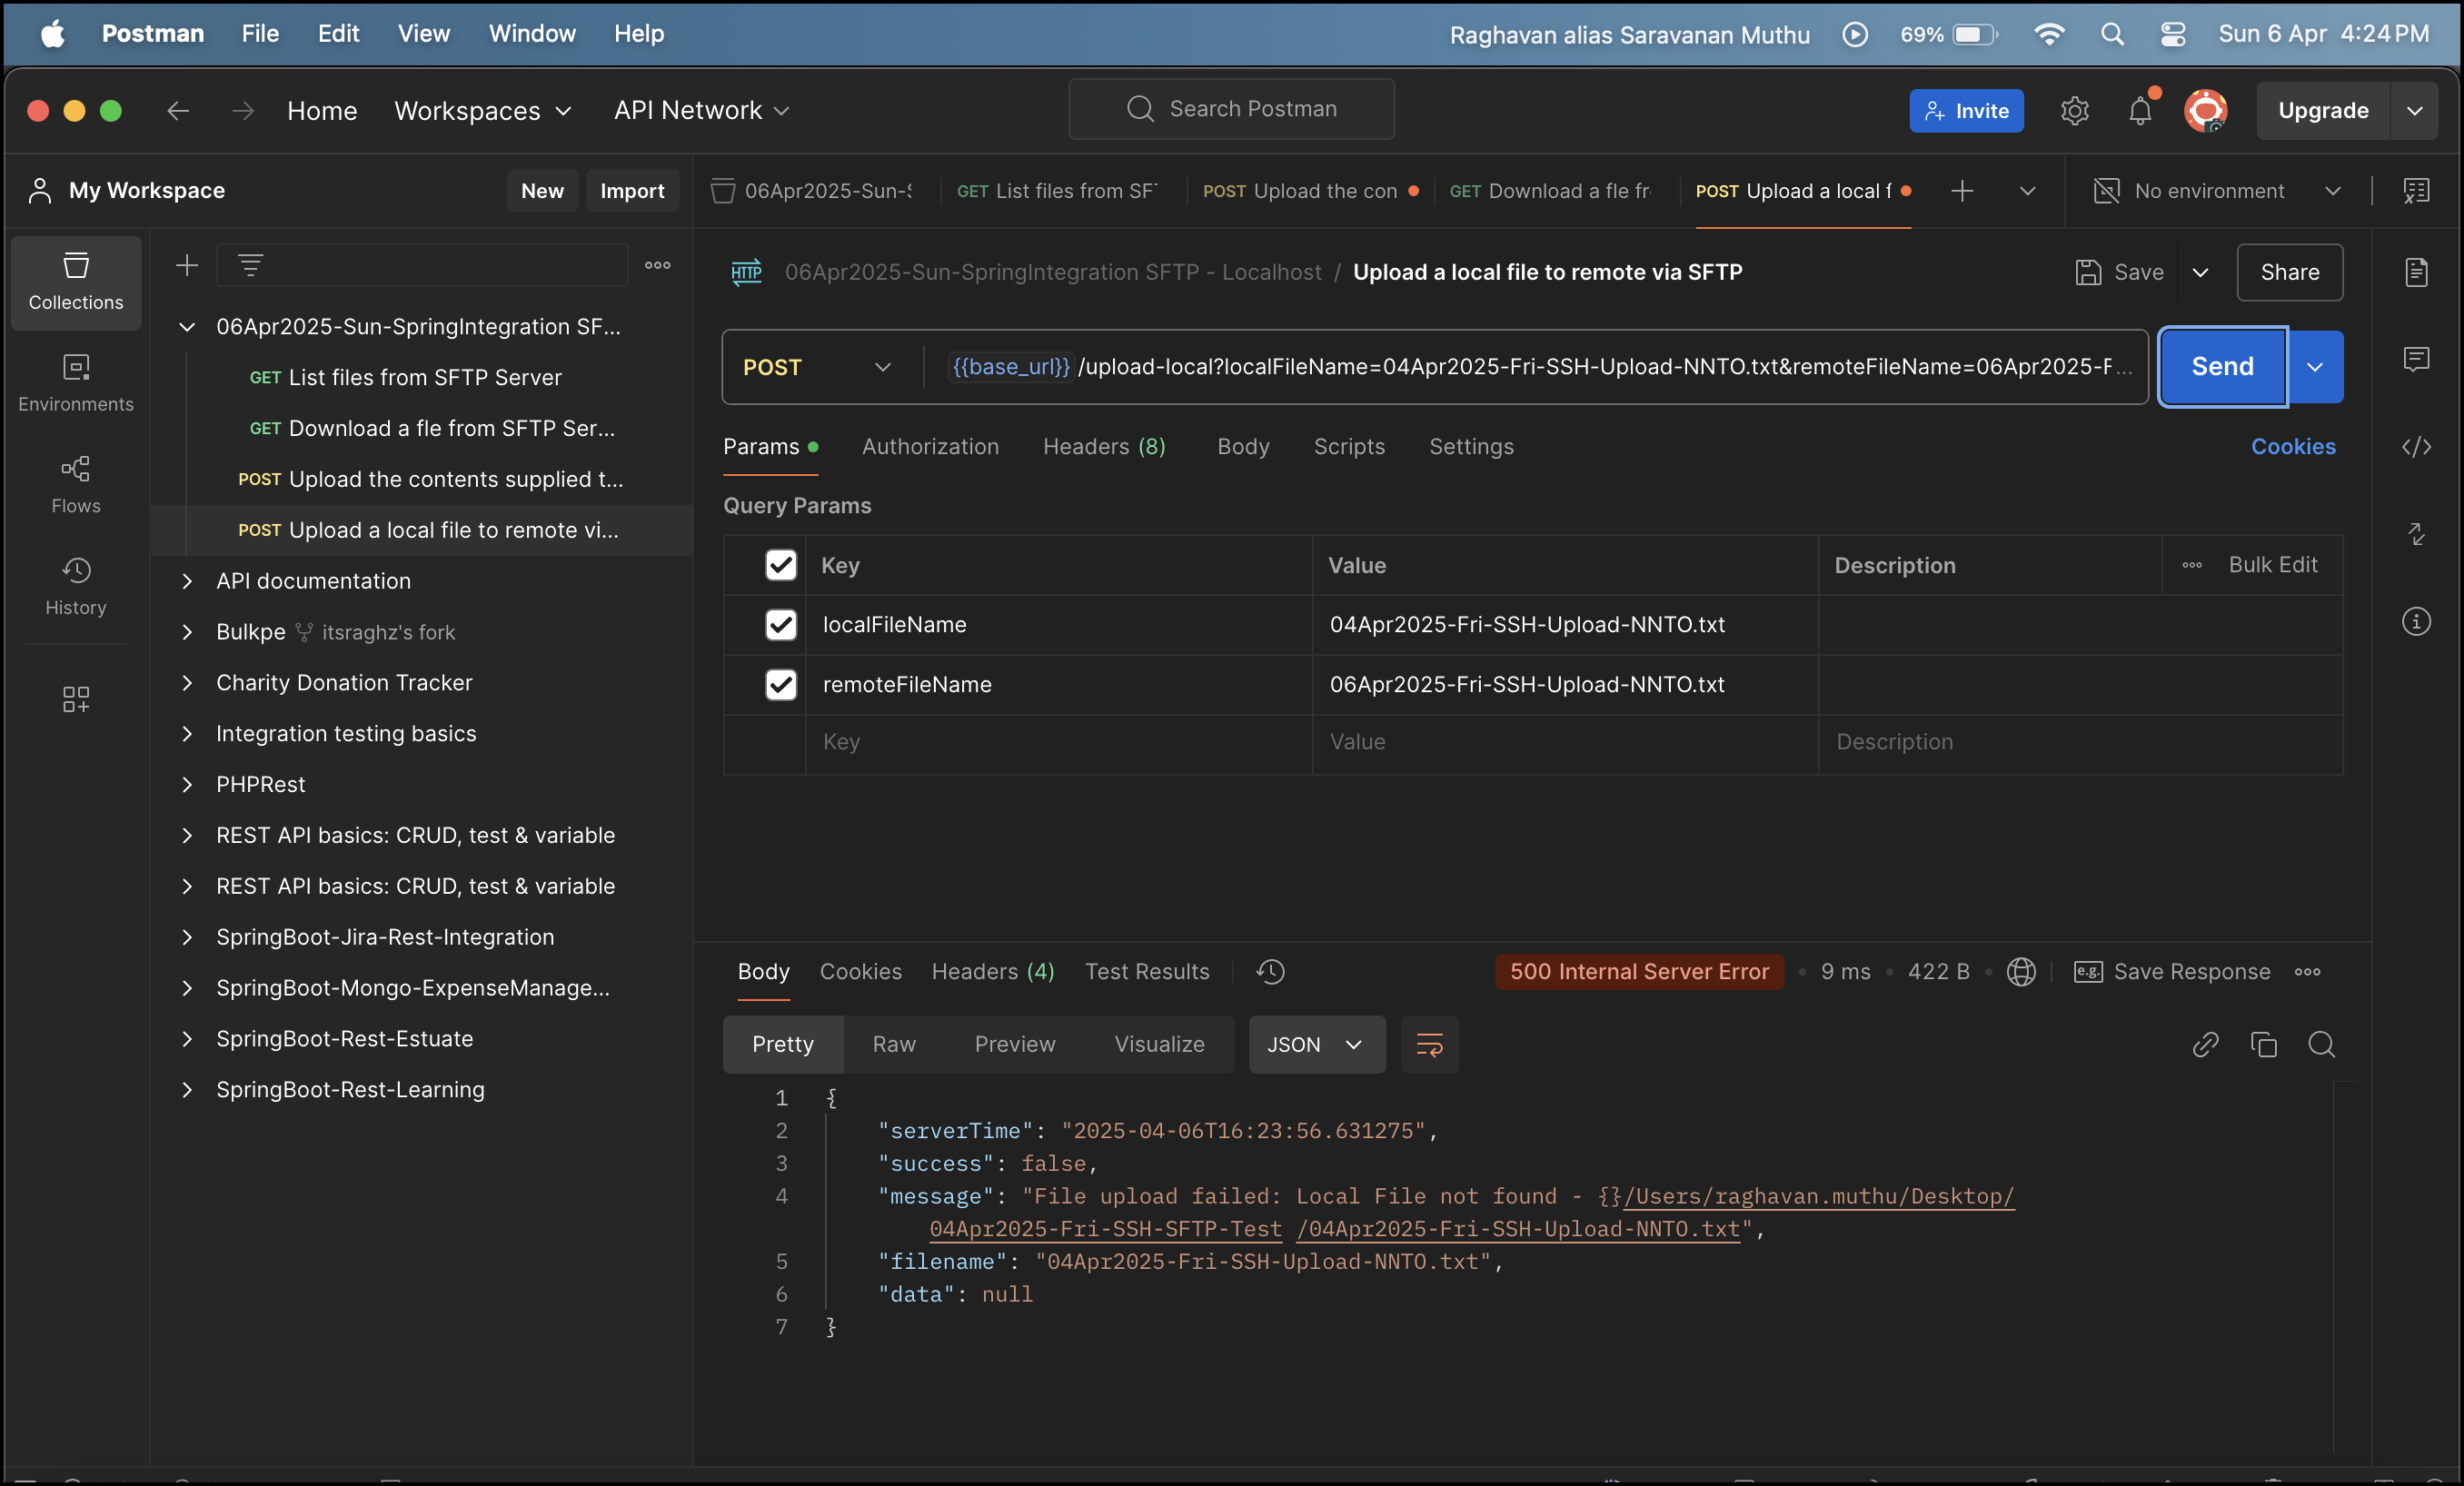 Postman File Edit View Window Help Raghavan alias Saravanan Muthu 69% Sun 6 Apr 4:24 PM
Home Workspaces API Network Search Postman Invite Upgrade
My Workspace New Import 06Apr2025-Sun-S GET List files from SFT POST Upload the con GET Download a fle fr POST Upload a local f No environment
Collections
Environments
Flows
History
06Apr2025-Sun-SpringIntegration SF...
GET List files from SFTP Server
GET Download a fle from SFTP Ser...
POST Upload the contents supplied t...
POST Upload a local file to remote vi...
API documentation
Bulkpe itsraghz's fork
Charity Donation Tracker
Integration testing basics
PHPRest
REST API basics: CRUD, test & variable
REST API basics: CRUD, test & variable
SpringBoot-Jira-Rest-Integration
SpringBoot-Mongo-ExpenseManage...
SpringBoot-Rest-Estuate
SpringBoot-Rest-Learning
HTTP 06Apr2025-Sun-SpringIntegration SFTP - Localhost / Upload a local file to remote via SFTP Save Share
POST {{base_url}}/upload-local?localFileName=04Apr2025-Fri-SSH-Upload-NNTO.txt&remoteFileName=06Apr2025-F... Send
Params Authorization Headers (8) Body Scripts Settings Cookies
Query Params
Key Value Description Bulk Edit
localFileName 04Apr2025-Fri-SSH-Upload-NNTO.txt
remoteFileName 06Apr2025-Fri-SSH-Upload-NNTO.txt
Key Value Description
Body Cookies Headers (4) Test Results 500 Internal Server Error 9 ms 422 B e.g. Save Response
Pretty Raw Preview Visualize JSON
1 {
2 "serverTime": "2025-04-06T16:23:56.631275",
3 "success": false,
4 "message": "File upload failed: Local File not found - {}/Users/raghavan.muthu/Desktop/
04Apr2025-Fri-SSH-SFTP-Test /04Apr2025-Fri-SSH-Upload-NNTO.txt",
5 "filename": "04Apr2025-Fri-SSH-Upload-NNTO.txt",
6 "data": null
7 }